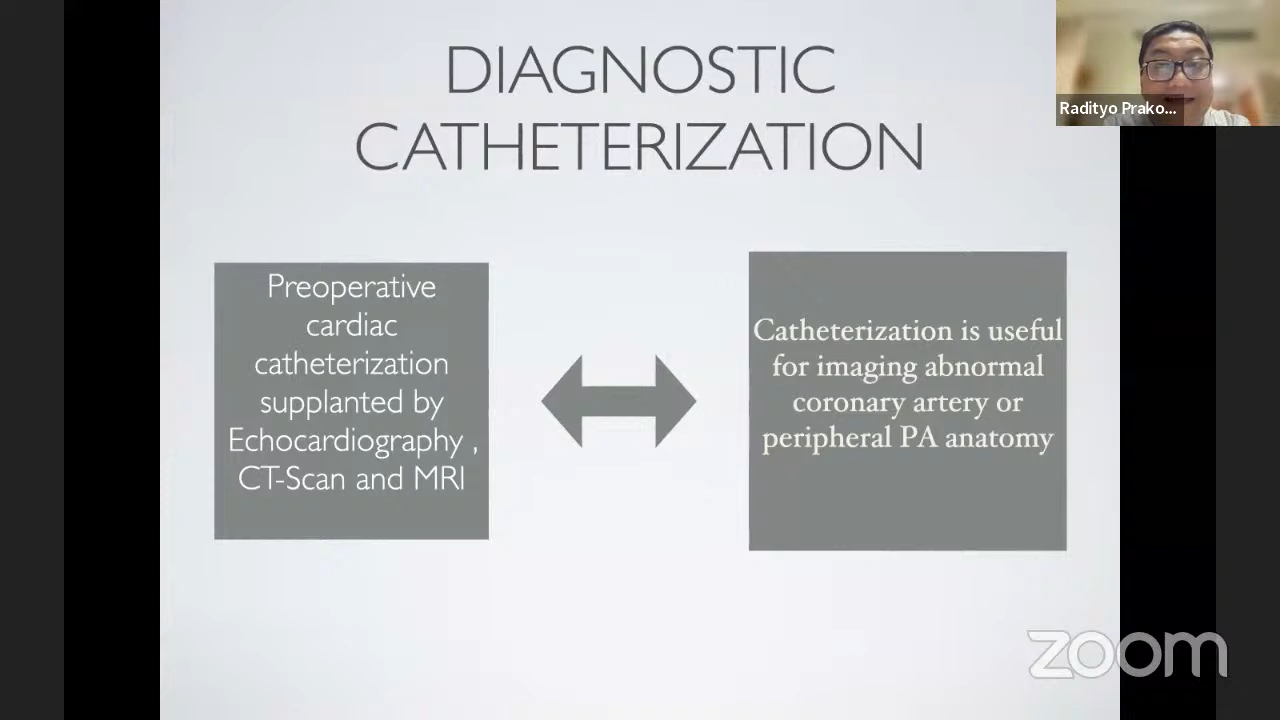 DIAGNOSTIC
CATHETERIZATION
Radityo Prako...
Preoperative
cardiac
catheterization
supplanted by
Echocardiography ,
CT-Scan and MRI
Catheterization is useful
for imaging abnormal
coronary artery or
peripheral PA anatomy
zoom